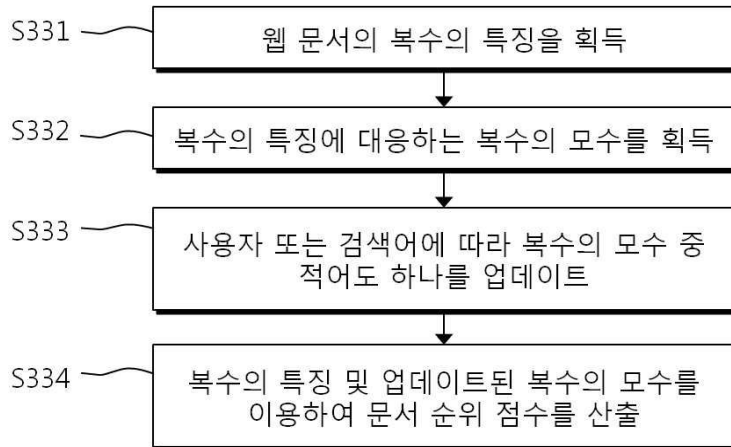 S331
웹 문서의 복수의 특징을 획득
S332
복수의 특징에 대응하는 복수의 모수를 획득
S333
사용자 또는 검색어에 따라 복수의 모수 중
적어도 하나를 업데이트
S334
복수의 특징 및 업데이트된 복수의 모수를
이용하여 문서 순위 점수를 산출